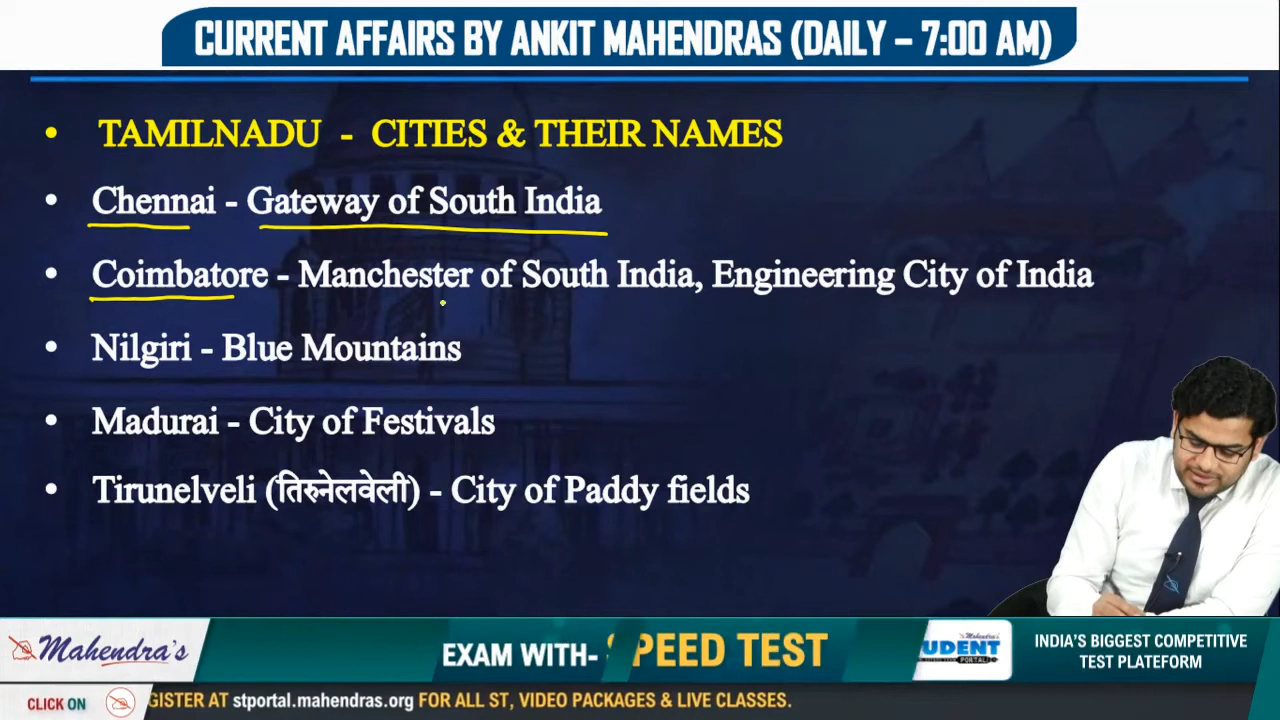 CURRENT AFFAIRS BY ANKIT MAHENDRAS (DAILY – 7:00 AM)
• TAMILNADU - CITIES & THEIR NAMES
• Chennai - Gateway of South India
• Coimbatore - Manchester of South India, Engineering City of India
• Nilgiri - Blue Mountains
• Madurai - City of Festivals
• Tirunelveli (तिरुनेलवेली) - City of Paddy fields
Mahendra's
EXAM WITH- SPEED TEST
Mahendra's
UDENT
PORTAL
INDIA'S BIGGEST COMPETITIVE
TEST PLATEFORM
CLICK ON
GISTER AT stportal.mahendras.org FOR ALL ST, VIDEO PACKAGES & LIVE CLASSES.